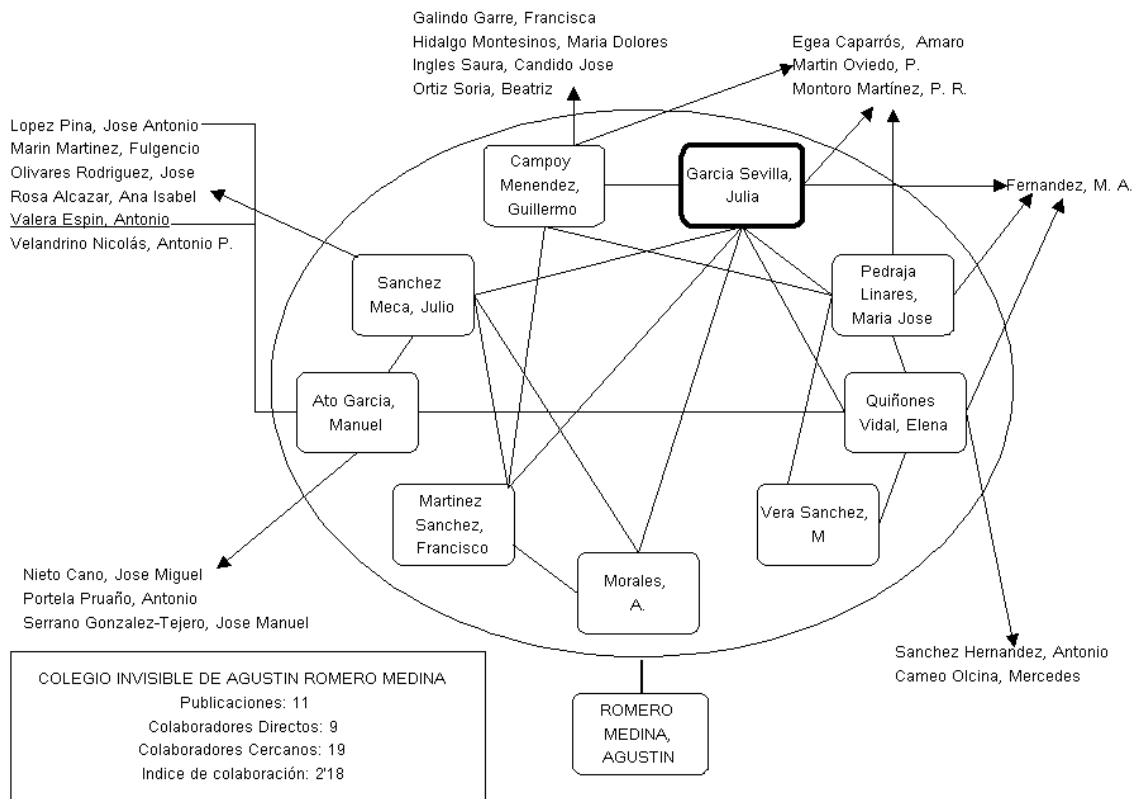 Galindo Garre, Francisca
Hidalgo Montesinos, Maria Dolores
Ingles Saura, Candido Jose
Ortiz Soria, Beatriz
Egea Caparrós, Amaro
Martin Oviedo, P.
Montoro Martínez, P. R.
Lopez Pina, Jose Antonio
Marin Martinez, Fulgencio
Olivares Rodriguez, Jose
Rosa Alcazar, Ana Isabel
Valera Espin, Antonio
Velandrino Nicolás, Antonio P.
Campoy
Menendez,
Guillermo
Garcia Sevilla,
Julia
Fernandez, M. A.
Sanchez
Meca, Julio
Pedraja
Linares,
Maria Jose
Ato Garcia,
Manuel
Quiñones
Vidal, Elena
Martinez
Sanchez,
Francisco
Vera Sanchez,
M
Morales,
A.
Nieto Cano, Jose Miguel
Portela Pruaño, Antonio
Serrano Gonzalez-Tejero, Jose Manuel
Sanchez Hernandez, Antonio
Cameo Olcina, Mercedes
COLEGIO INVISIBLE DE AGUSTIN ROMERO MEDINA
Publicaciones: 11
Colaboradores Directos: 9
Colaboradores Cercanos: 19
Indice de colaboración: 2'18
ROMERO
MEDINA,
AGUSTIN